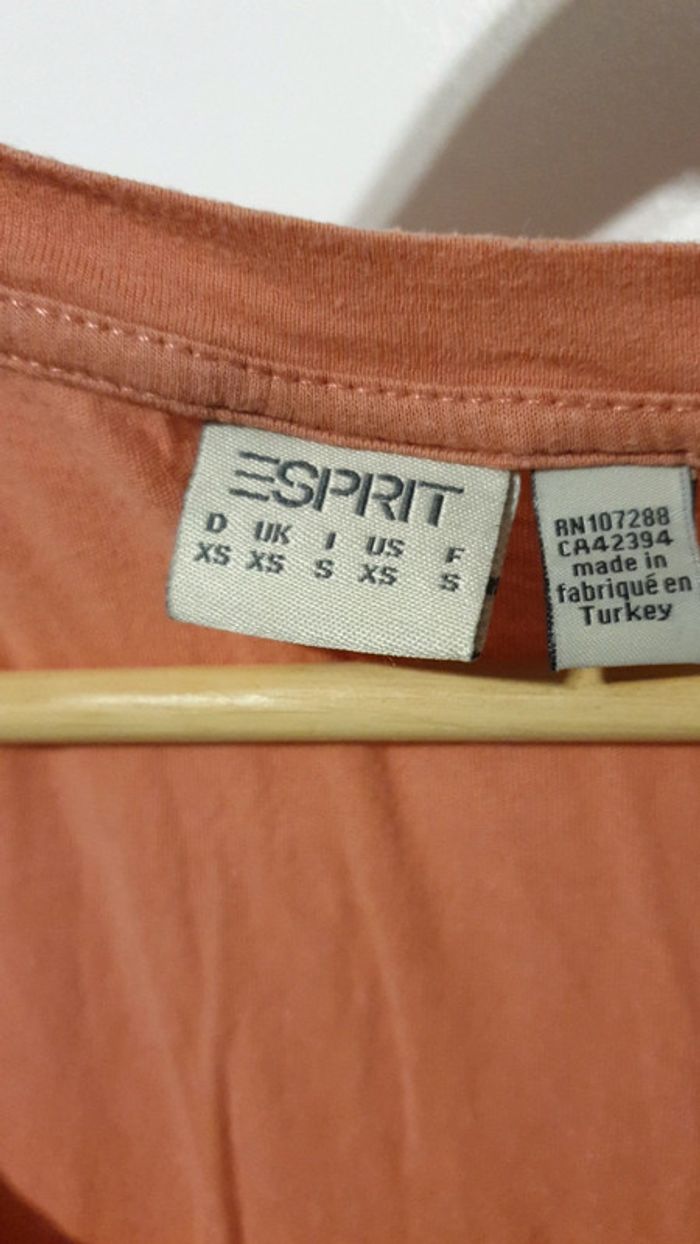 ESPRIT
D UK I US F
XS XS S XS S
RN107288
CA42394
made in
fabriqué en
Turkey